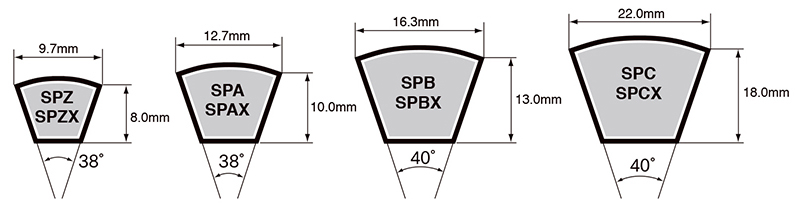 9.7mm
SPZ
SPZX
8.0mm
38°
12.7mm
SPA
SPAX
10.0mm
38°
16.3mm
SPB
SPBX
13.0mm
40°
22.0mm
SPC
SPCX
18.0mm
40°